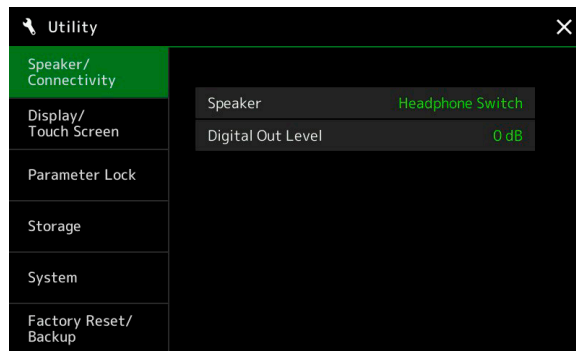 Utility
Speaker/
Connectivity
Display/
Touch Screen
Parameter Lock
Storage
System
Factory Reset/
Backup
Speaker Headphone Switch
Digital Out Level 0 dB